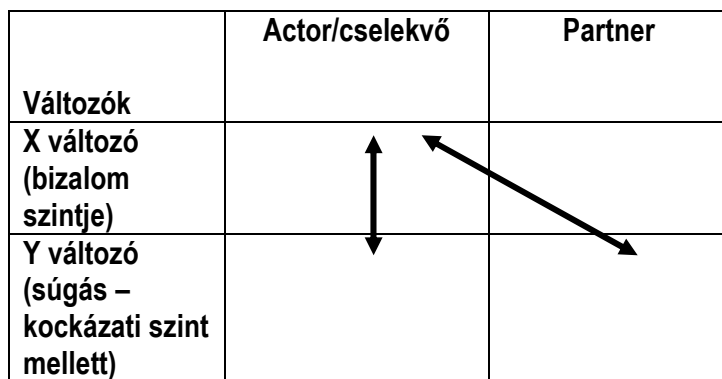 Actor/cselekvő Partner
Változók
X változó
(bizalom
szintje)
Y változó
(súgás –
kockázati szint
mellett)